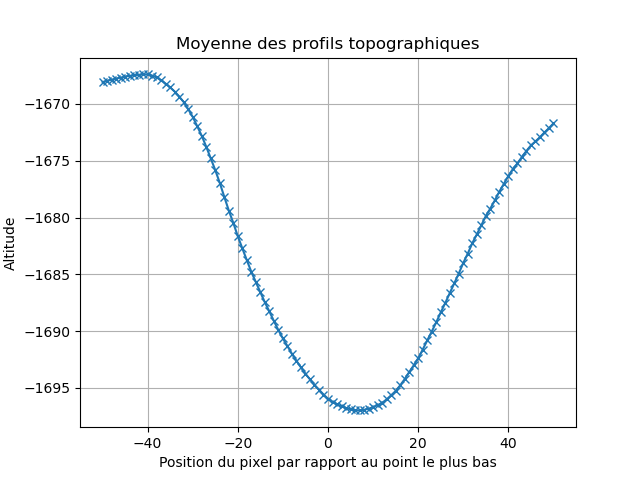 Moyenne des profils topographiques
Altitude
−1670
−1675
−1680
−1685
−1690
−1695
−40 −20 0 20 40
Position du pixel par rapport au point le plus bas